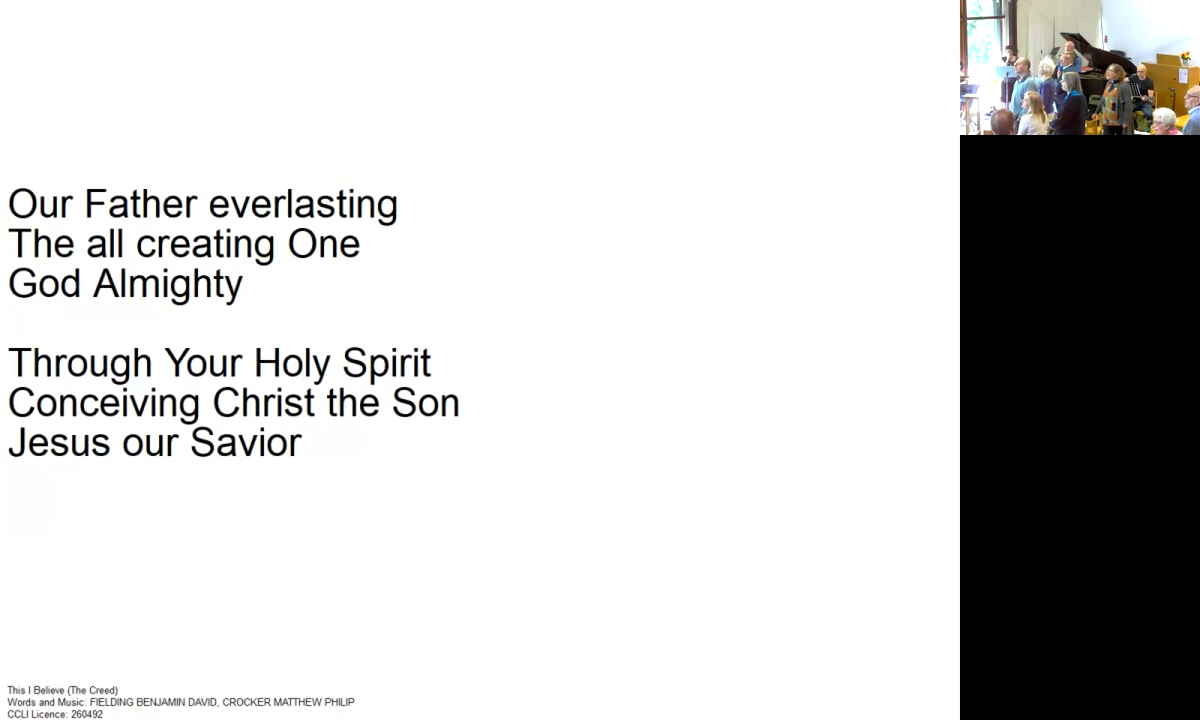 Our Father everlasting
The all creating One
God Almighty
Through Your Holy Spirit
Conceiving Christ the Son
Jesus our Savior
This I Believe (The Creed)
Words and Music: FIELDING BENJAMIN DAVID, CROCKER MATTHEW PHILIP
CCLI Licence: 260492